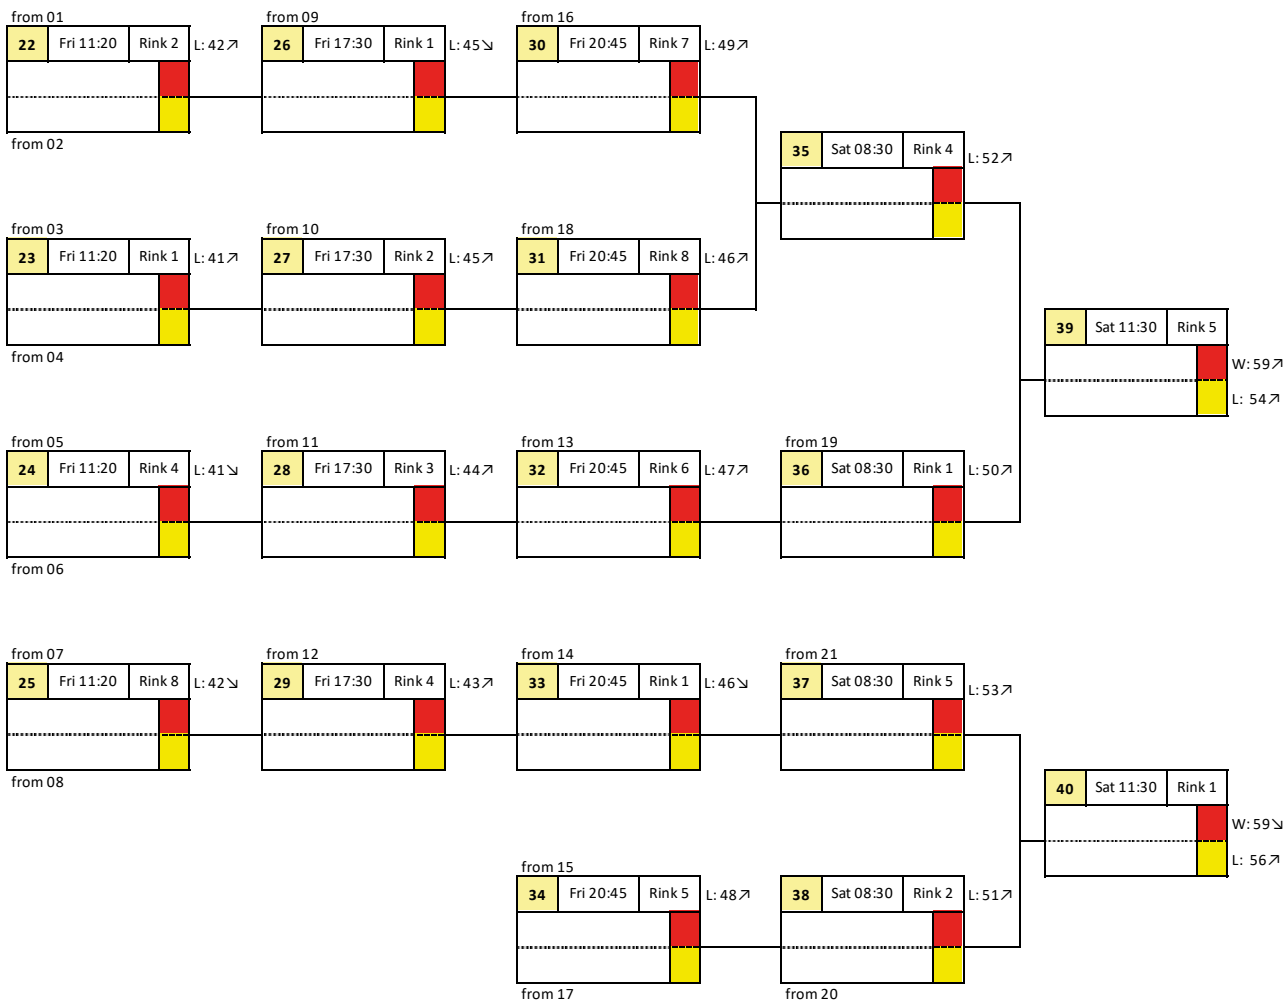 from 01
22 Fri 11:20 Rink 2 L: 42↗
from 02
from 09
26 Fri 17:30 Rink 1 L: 45↘
from 16
30 Fri 20:45 Rink 7 L: 49↗
35 Sat 08:30 Rink 4 L: 52↗
from 03
23 Fri 11:20 Rink 1 L: 41↗
from 04
from 10
27 Fri 17:30 Rink 2 L: 45↗
from 18
31 Fri 20:45 Rink 8 L: 46↗
39 Sat 11:30 Rink 5
W: 59↗
L: 54↗
from 05
24 Fri 11:20 Rink 4 L: 41↘
from 06
from 11
28 Fri 17:30 Rink 3 L: 44↗
from 13
32 Fri 20:45 Rink 6 L: 47↗
from 19
36 Sat 08:30 Rink 1 L: 50↗
from 07
25 Fri 11:20 Rink 8 L: 42↘
from 08
from 12
29 Fri 17:30 Rink 4 L: 43↗
from 14
33 Fri 20:45 Rink 1 L: 46↘
from 21
37 Sat 08:30 Rink 5 L: 53↗
40 Sat 11:30 Rink 1
W: 59↘
L: 56↗
from 15
34 Fri 20:45 Rink 5 L: 48↗
from 17
38 Sat 08:30 Rink 2 L: 51↗
from 20